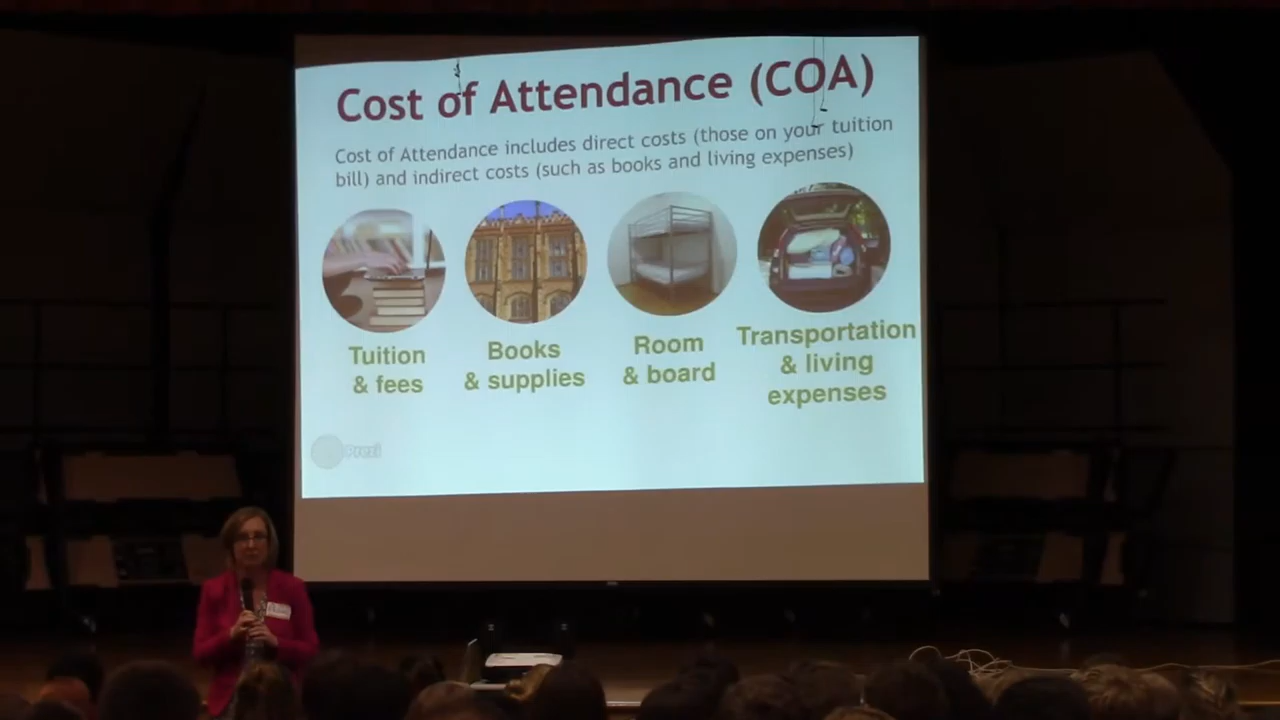 Cost of Attendance (COA)
Cost of Attendance includes direct costs (those on your tuition
bill) and indirect costs (such as books and living expenses)
Tuition
& fees
Books
& supplies
Room
& board
Transportation
& living
expenses
Prezi